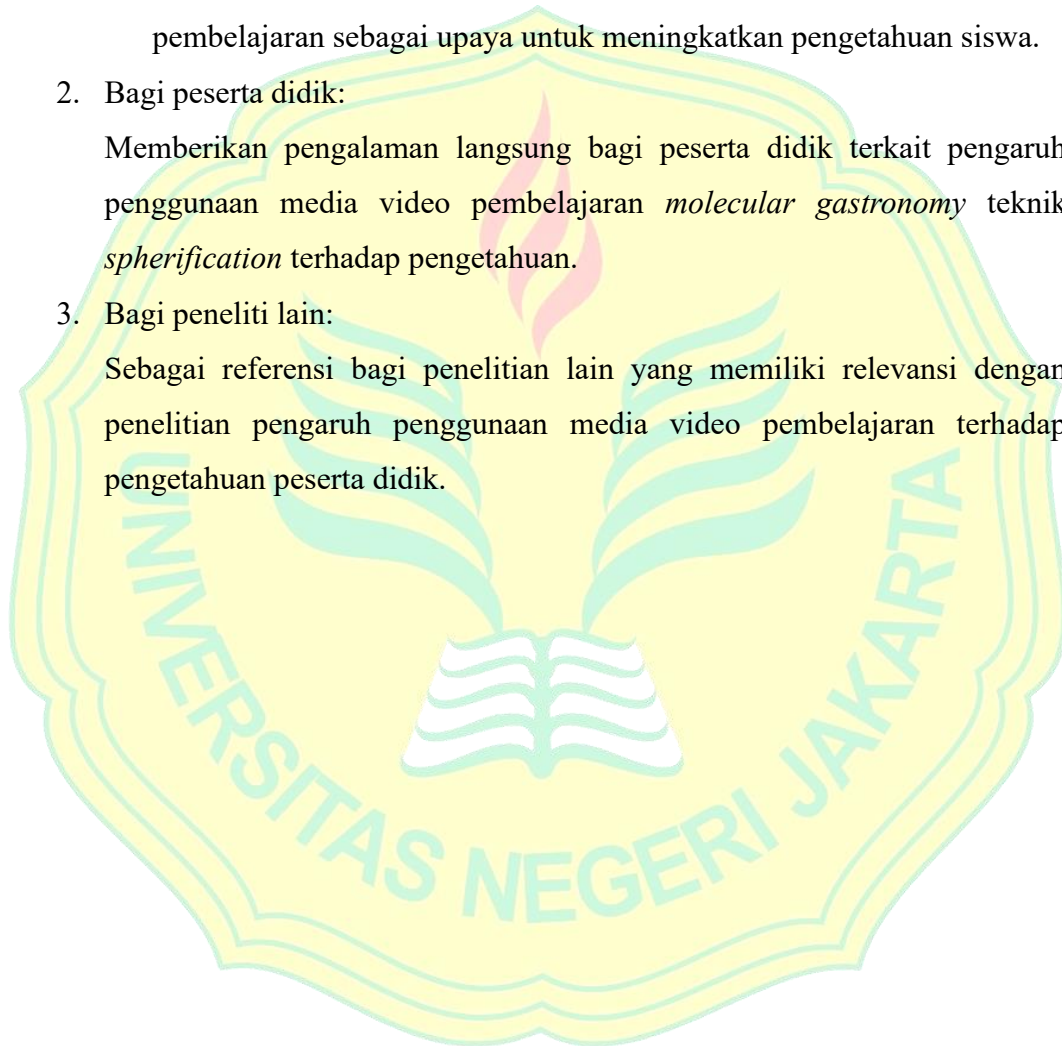 pembelajaran sebagai upaya untuk meningkatkan pengetahuan siswa.
2. Bagi peserta didik:
Memberikan pengalaman langsung bagi peserta didik terkait pengaruh
penggunaan media video pembelajaran molecular gastronomy teknik
spherification terhadap pengetahuan.
3. Bagi peneliti lain:
Sebagai referensi bagi penelitian lain yang memiliki relevansi dengan
penelitian pengaruh penggunaan media video pembelajaran terhadap
pengetahuan peserta didik.
UNIVERSITAS NEGERI JAKARTA